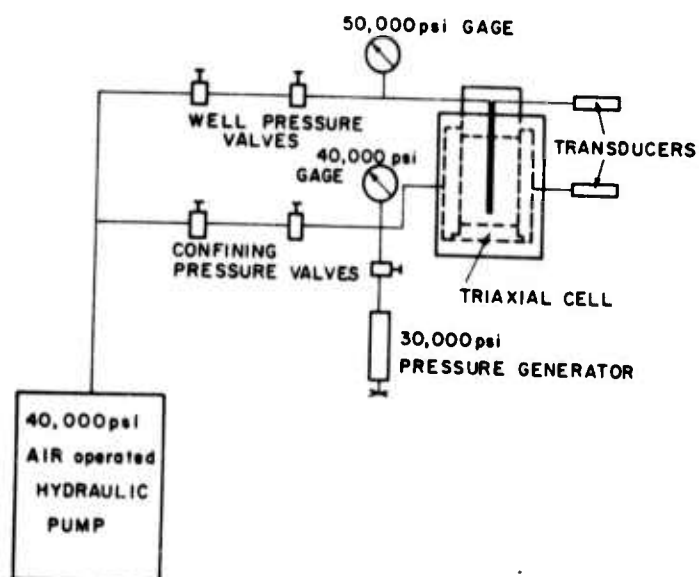 50,000psi GAGE
WELL PRESSURE
VALVES
40,000 psi
GAGE
TRANSDUCERS
CONFINING
PRESSURE VALVES
TRIAXIAL CELL
30,000psi
PRESSURE GENERATOR
40,000psi
AIR operated
HYDRAULIC
PUMP